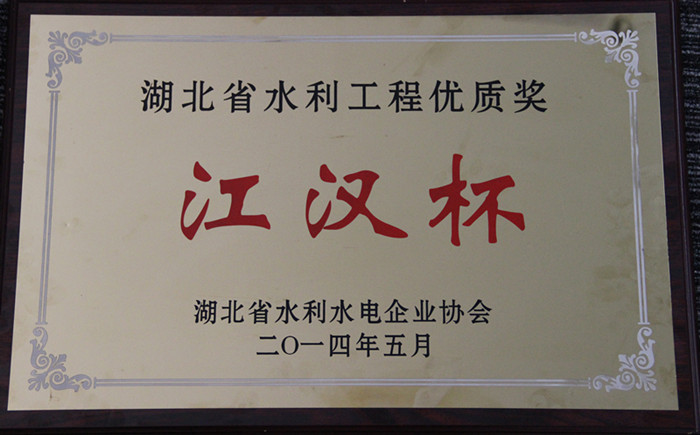 湖北省水利工程优质奖
江汉杯
湖北省水利水电企业协会
二〇一四年五月